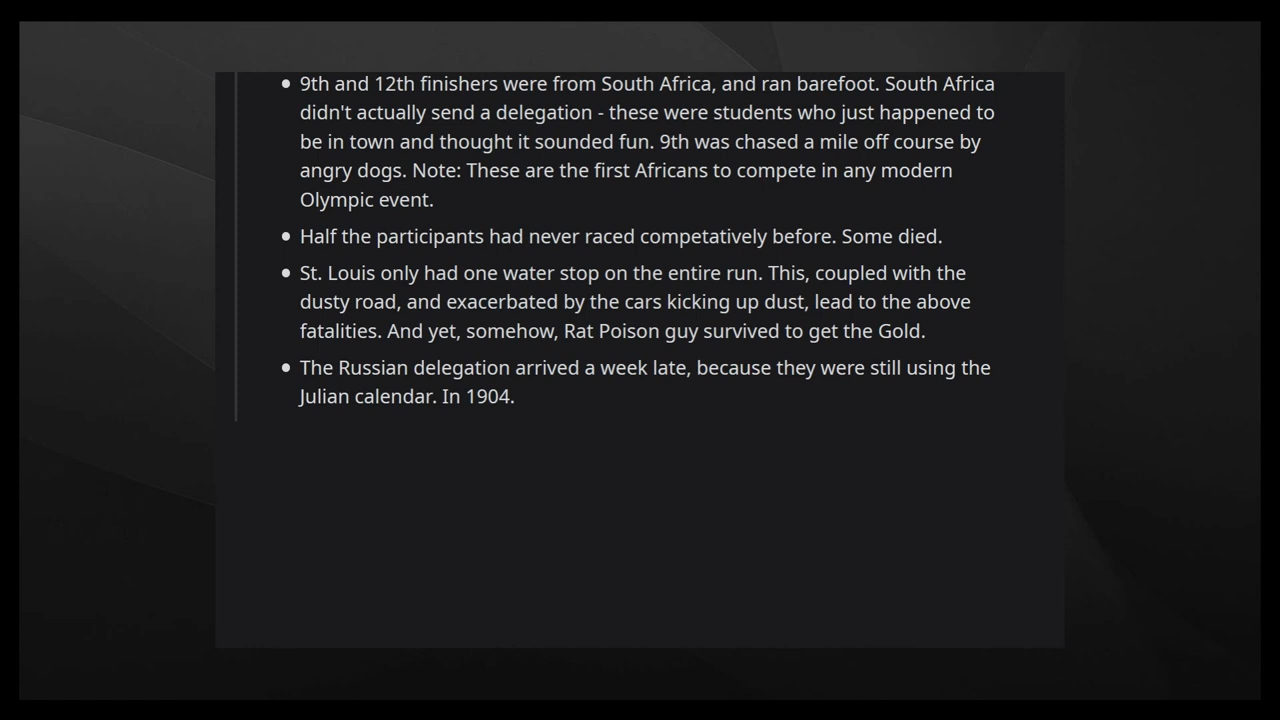 • 9th and 12th finishers were from South Africa, and ran barefoot. South Africa
didn't actually send a delegation - these were students who just happened to
be in town and thought it sounded fun. 9th was chased a mile off course by
angry dogs. Note: These are the first Africans to compete in any modern
Olympic event.
• Half the participants had never raced competatively before. Some died.
• St. Louis only had one water stop on the entire run. This, coupled with the
dusty road, and exacerbated by the cars kicking up dust, lead to the above
fatalities. And yet, somehow, Rat Poison guy survived to get the Gold.
• The Russian delegation arrived a week late, because they were still using the
Julian calendar. In 1904.